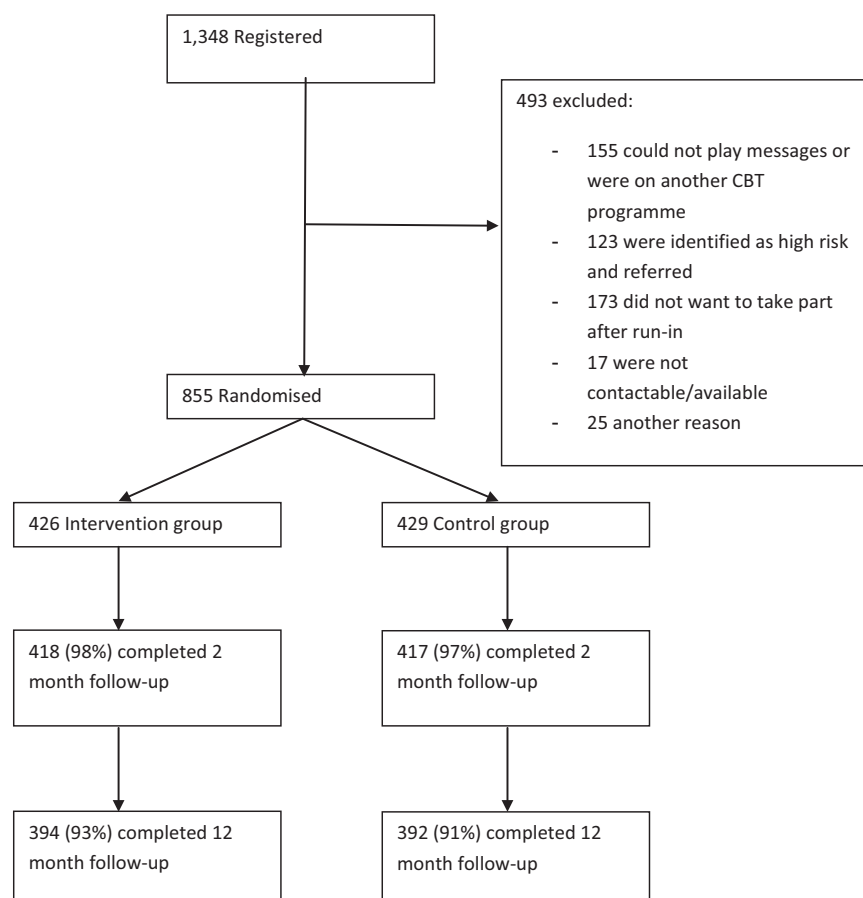 1,348 Registered
493 excluded:
- 155 could not play messages or
were on another CBT
programme
- 123 were identified as high risk
and referred
- 173 did not want to take part
after run-in
- 17 were not
contactable/available
- 25 another reason
855 Randomised
426 Intervention group
429 Control group
418 (98%) completed 2
month follow-up
417 (97%) completed 2
month follow-up
394 (93%) completed 12
month follow-up
392 (91%) completed 12
month follow-up